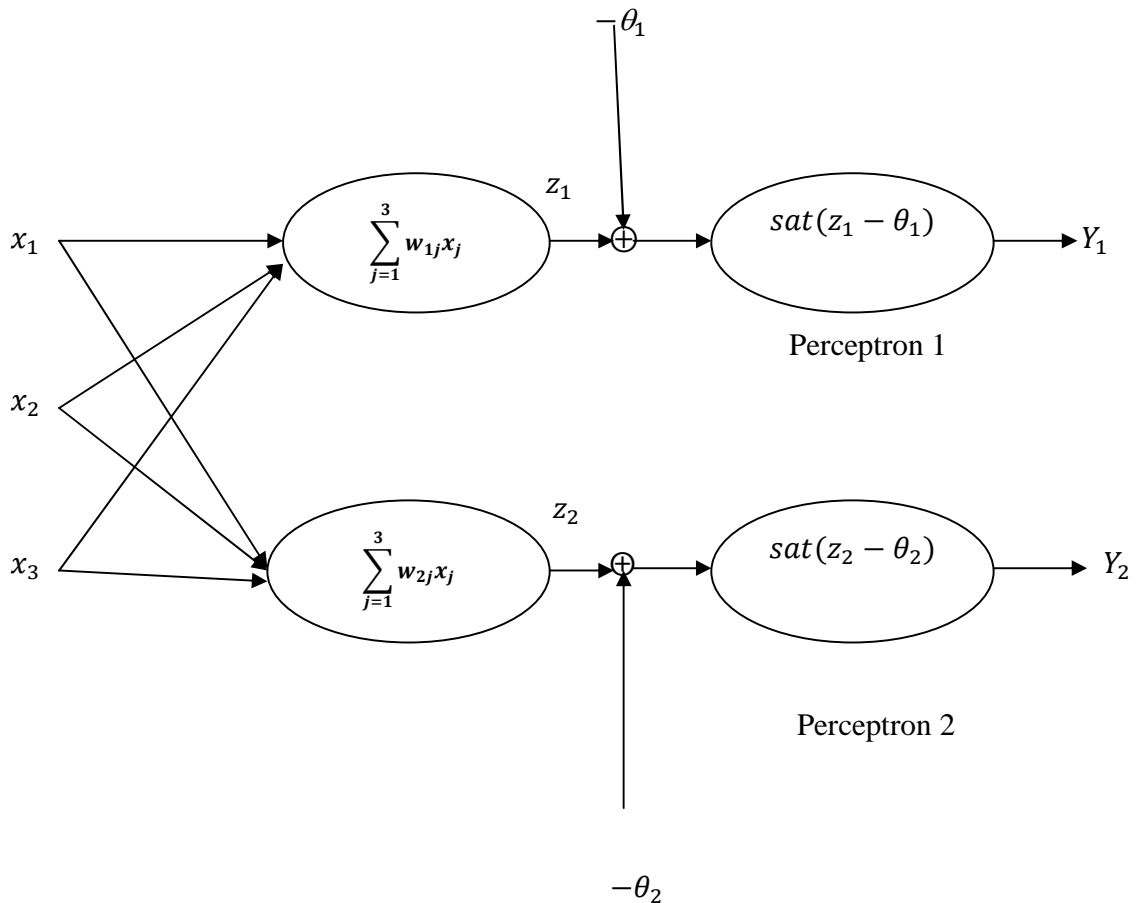 −θ₁
z₁
x₁
∑_{j=1}^{3} w_{1j}x_j
+
sat(z₁ − θ₁)
Y₁
Perceptron 1
x₂
z₂
x₃
∑_{j=1}^{3} w_{2j}x_j
+
sat(z₂ − θ₂)
Y₂
Perceptron 2
−θ₂